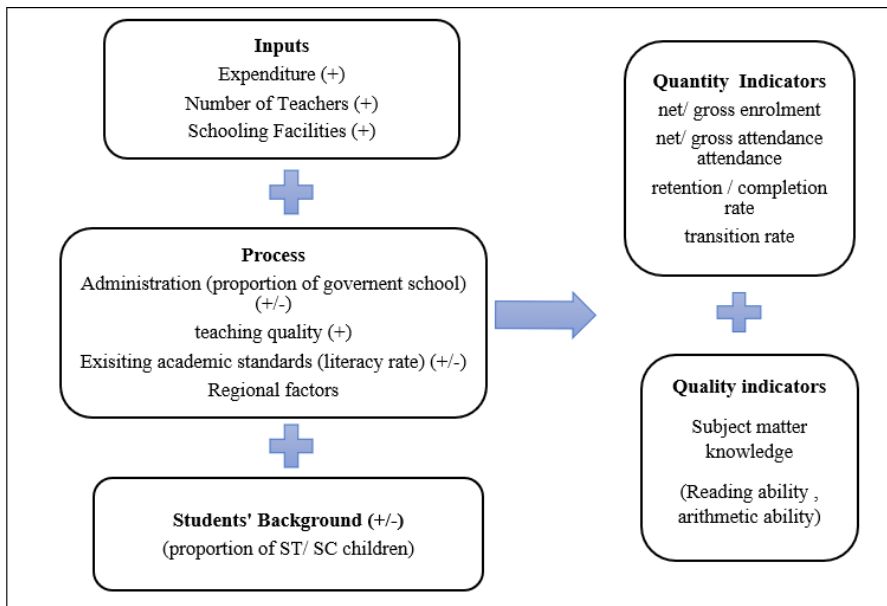 Inputs
Expenditure (+)
Number of Teachers (+)
Schooling Facilities (+)
Process
Administration (proportion of governent school)
(+/-)
teaching quality (+)
Exisiting academic standards (literacy rate) (+/-)
Regional factors
Students' Background (+/-)
(proportion of ST/ SC children)
Quantity Indicators
net/ gross enrolment
net/ gross attendance
attendance
retention / completion
rate
transition rate
Quality indicators
Subject matter
knowledge
(Reading ability ,
arithmetic ability)